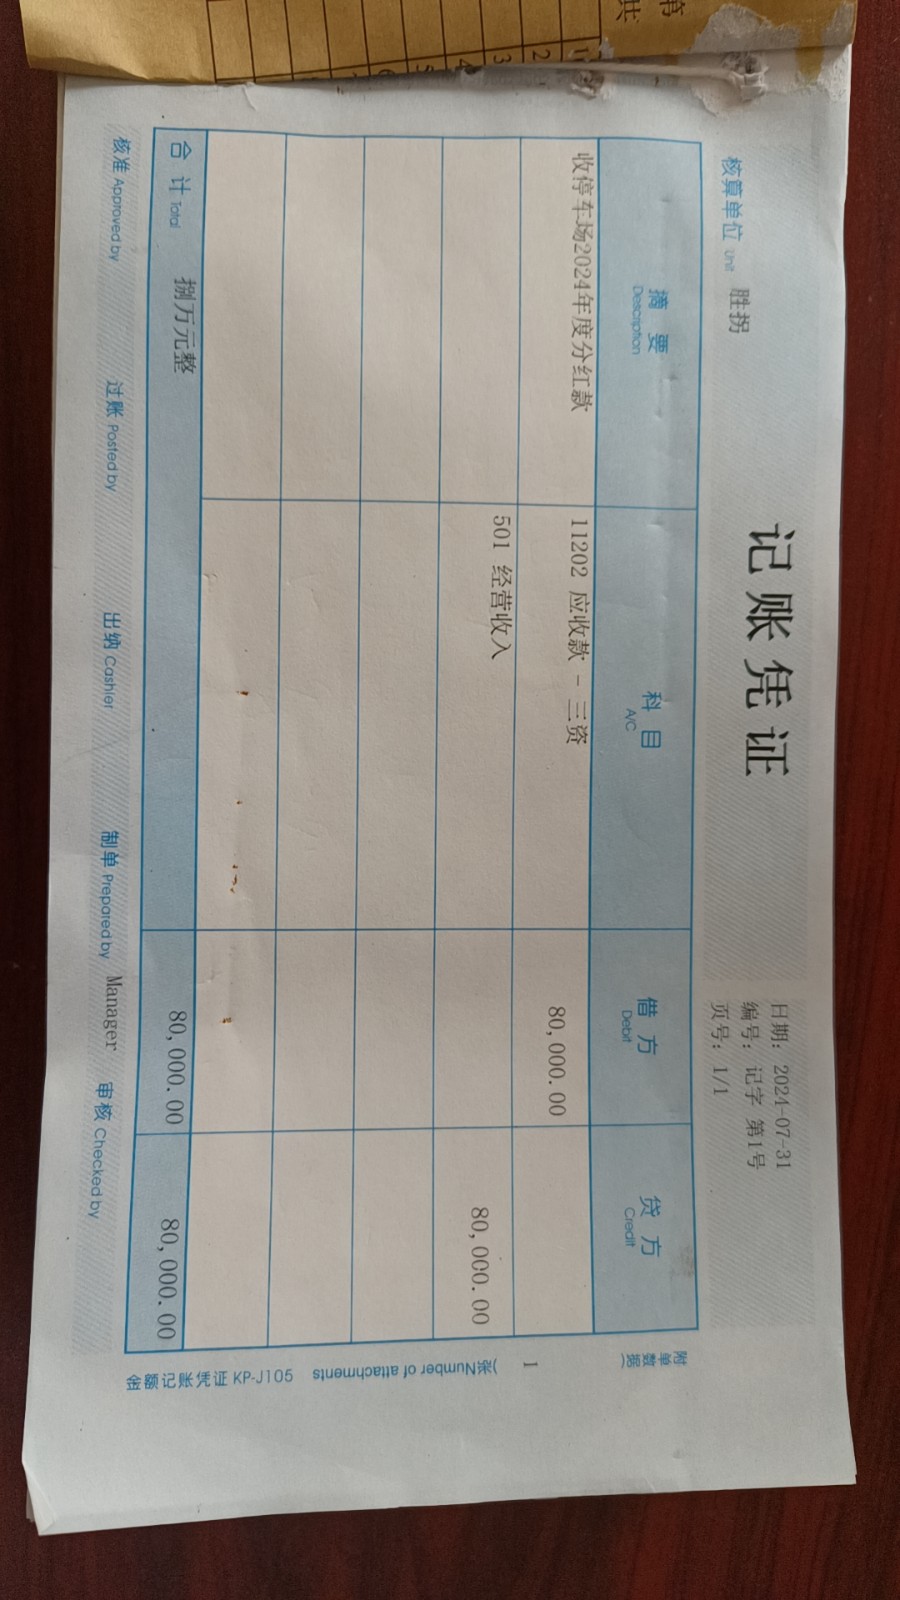 记账凭证
日期： 2024-07-31
编号： 记字 第1号
页号： 1/1
核算单位 Unit 胜拐
摘要 Description 科目 A/C 借方 Debit 贷方 Credit
收停车场2024年度分红款 11202 应收款 - 三资 80,000.00
501 经营收入 80,000.00
合计 Total 捌万元整 80,000.00 80,000.00
附单数据( 1 )张Number of attachments
金额记账凭证 KP-J105
核准 Approved by 过账 Posted by 出纳 Cashier 制单 Prepared by Manager 审核 Checked by